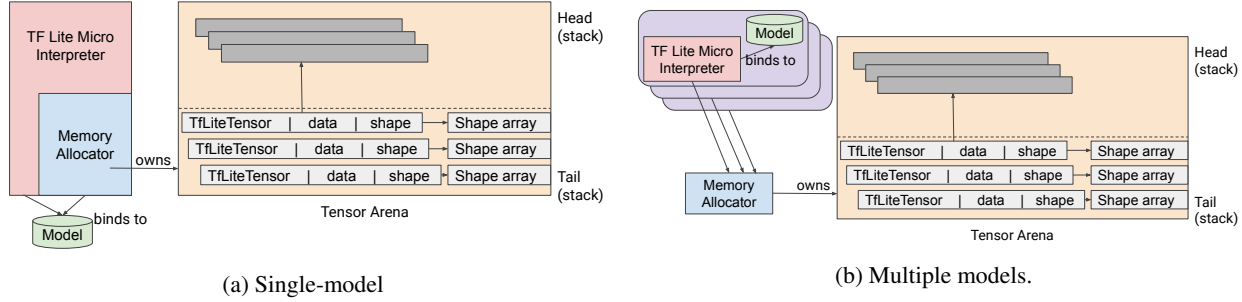 TF Lite Micro
Interpreter
Memory
Allocator
owns
binds to
Model
Head
(stack)
TfLiteTensor | data | shape
Shape array
TfLiteTensor | data | shape
Shape array
TfLiteTensor | data | shape
Shape array
Tail
(stack)
Tensor Arena
(a) Single-model
Model
TF Lite Micro
Interpreter
binds to
Memory
Allocator
owns
Head
(stack)
TfLiteTensor | data | shape
Shape array
TfLiteTensor | data | shape
Shape array
TfLiteTensor | data | shape
Shape array
Tail
(stack)
Tensor Arena
(b) Multiple models.